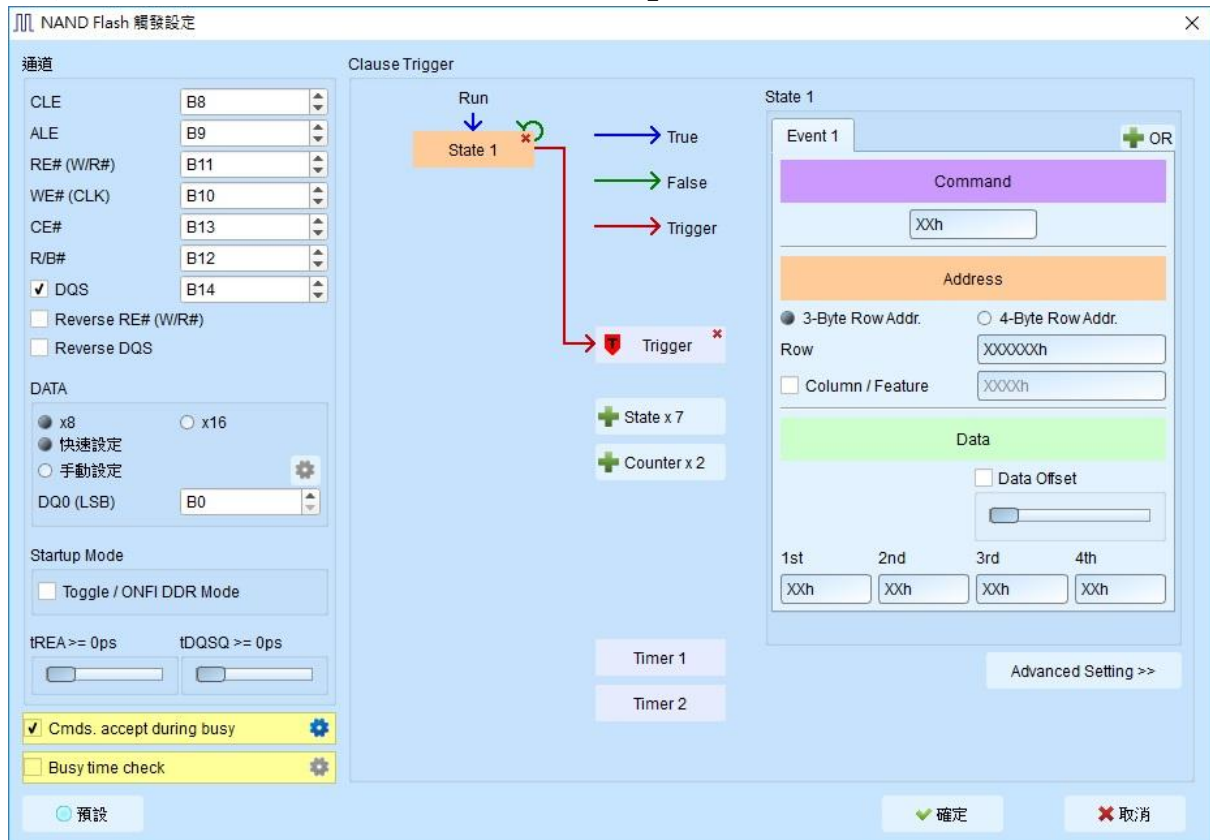 NAND Flash 觸發設定
通道
CLE B8
ALE B9
RE# (W/R#) B11
WE# (CLK) B10
CE# B13
R/B# B12
DQS B14
Reverse RE# (W/R#)
Reverse DQS
DATA
x8 x16
快速設定
手動設定
DQ0 (LSB) B0
Startup Mode
Toggle / ONFI DDR Mode
tREA>= 0ps tDQSQ >= 0ps
Cmds. accept during busy
Busy time check
預設
Clause Trigger
Run
State 1
True
False
Trigger
T Trigger
State x 7
Counter x 2
Timer 1
Timer 2
State 1
Event 1 OR
Command
XXh
Address
3-Byte Row Addr. 4-Byte Row Addr.
Row XXXXXXh
Column / Feature XXXXh
Data
Data Offset
1st 2nd 3rd 4th
XXh XXh XXh XXh
Advanced Setting >>
確定 取消